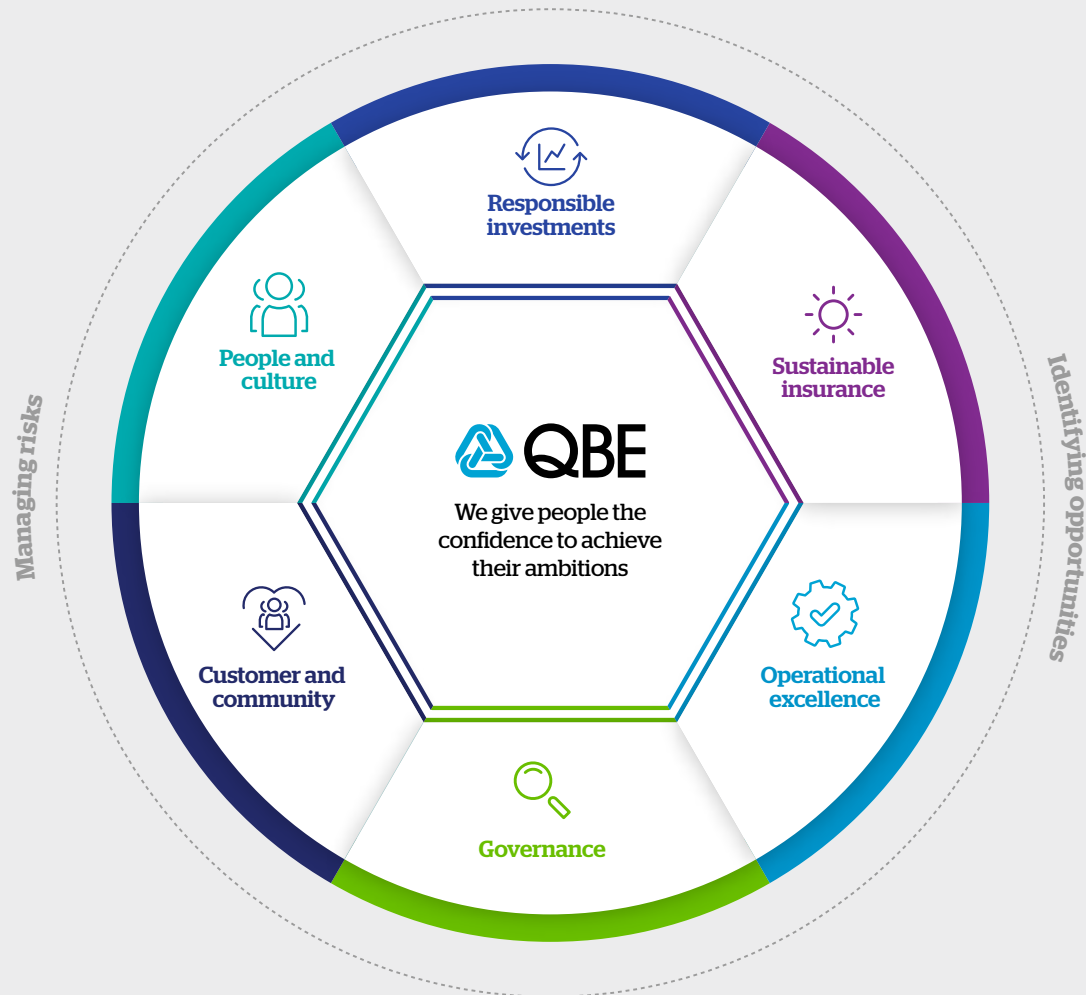 Responsible
investments
Sustainable
insurance
Operational
excellence
Governance
Customer and
community
People and
culture
QBE
We give people the
confidence to achieve
their ambitions
Managing risks
Identifying opportunities